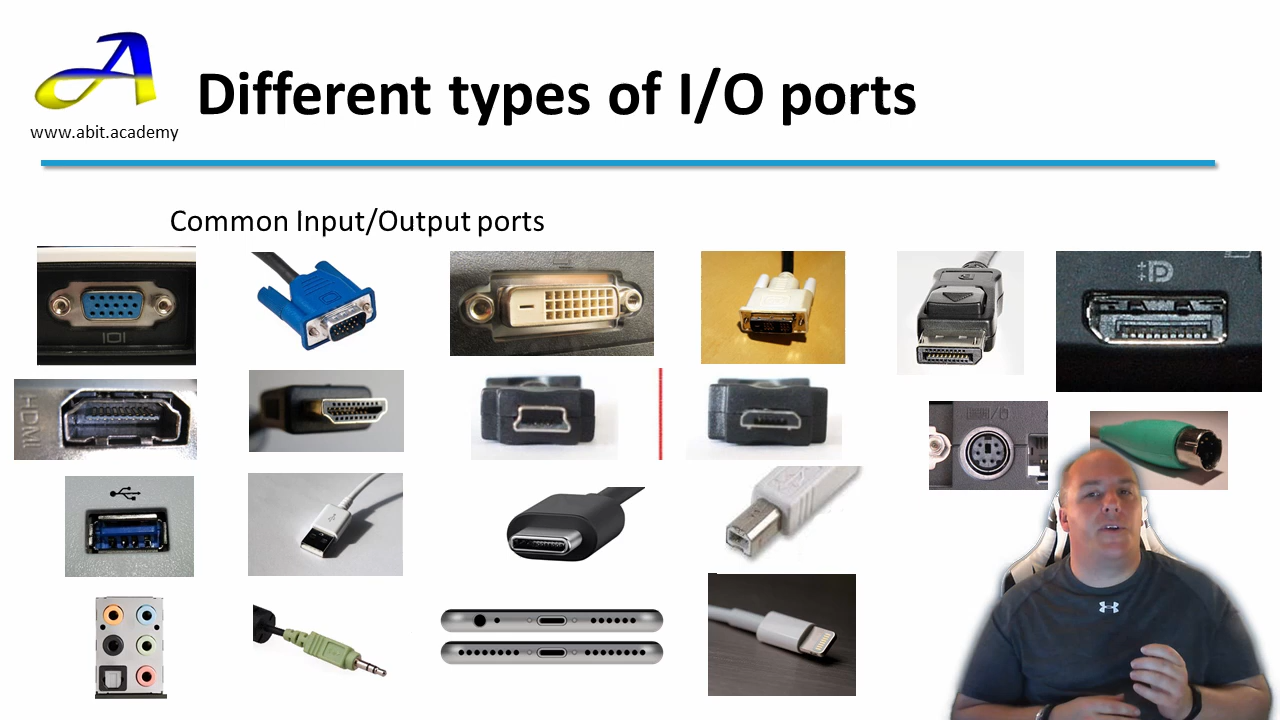 www.abit.academy
Different types of I/O ports
Common Input/Output ports
HDMI